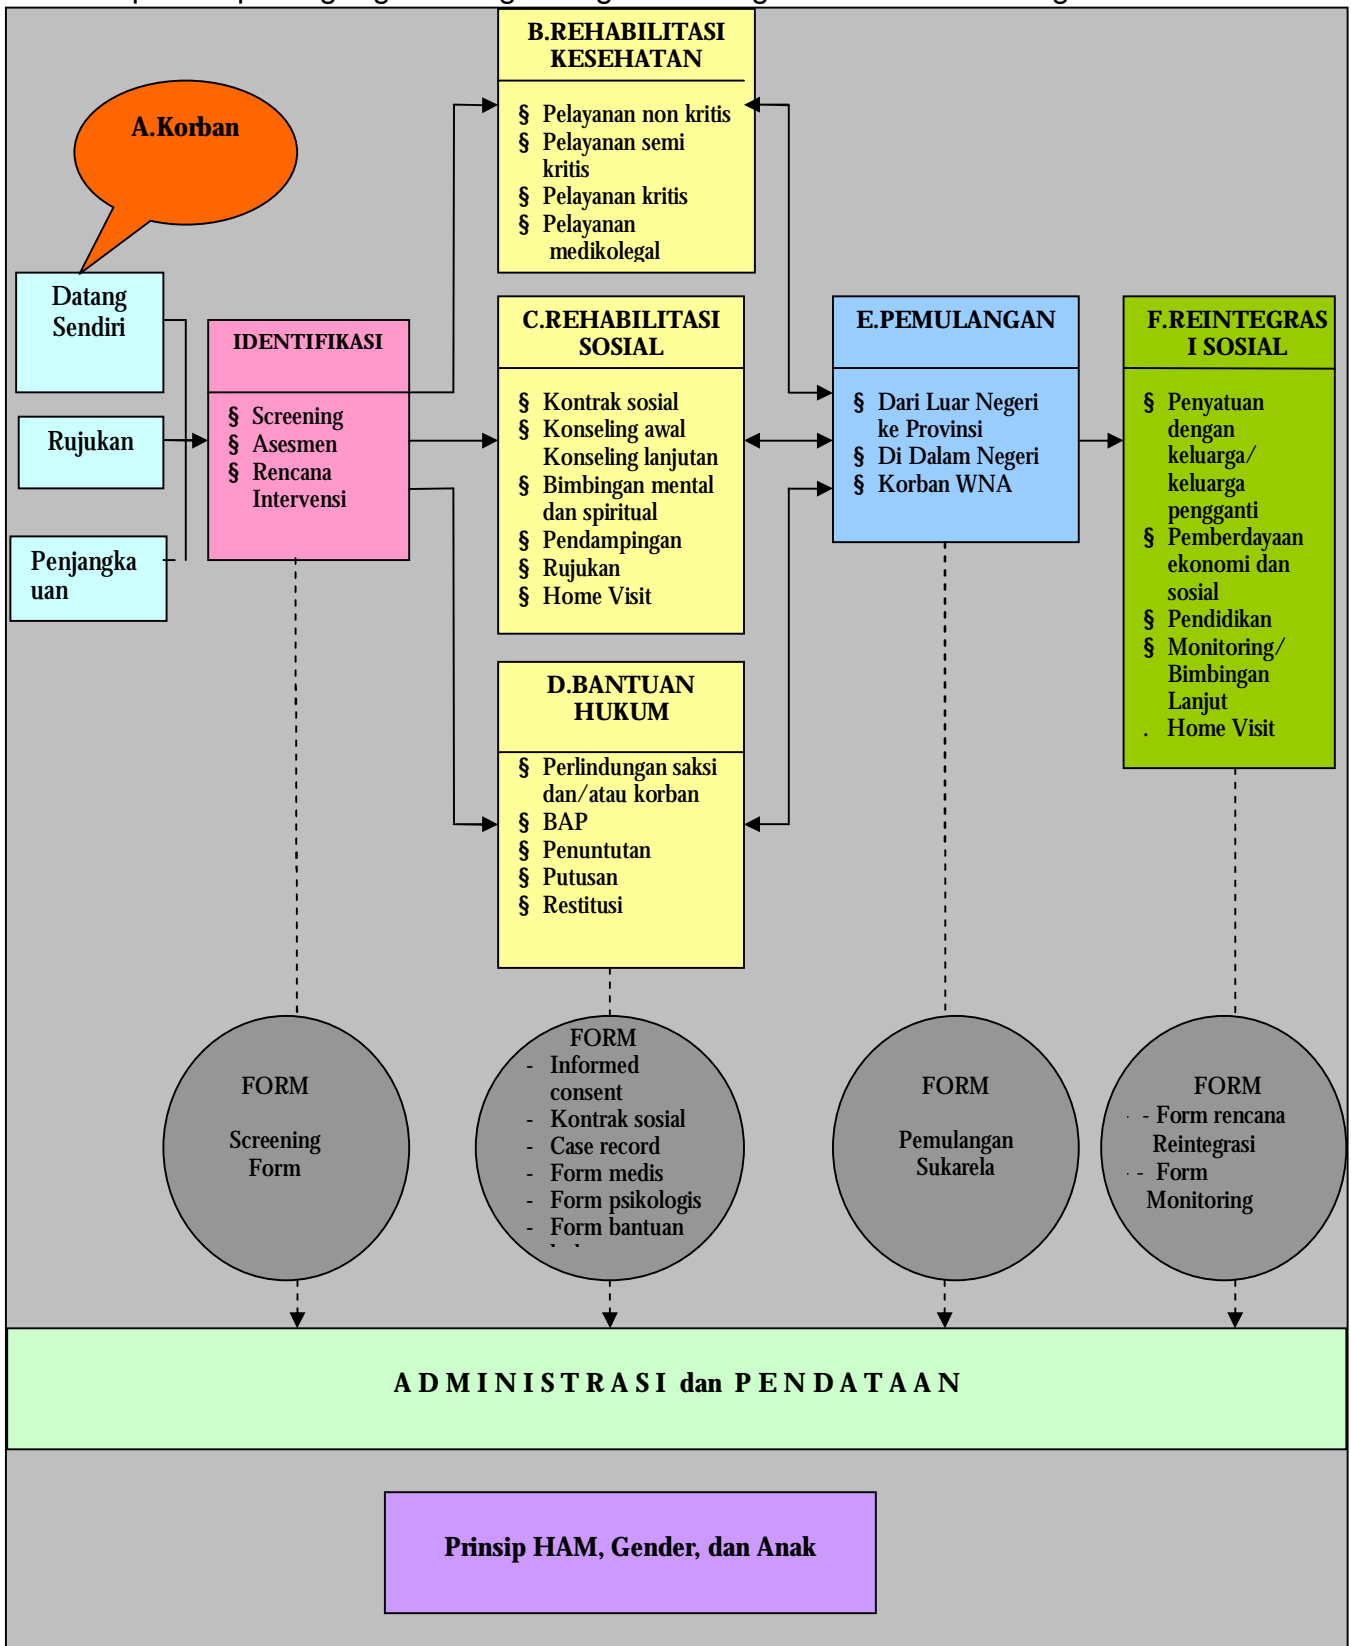 B.REHABILITASI
KESEHATAN
§ Pelayanan non kritis
§ Pelayanan semi
kritis
§ Pelayanan kritis
§ Pelayanan
medikolegal
A.Korban
Datang
Sendiri
Rujukan
Penjangka
uan
IDENTIFIKASI
§ Screening
§ Asesmen
§ Rencana
Intervensi
C.REHABILITASI
SOSIAL
§ Kontrak sosial
§ Konseling awal
Konseling lanjutan
§ Bimbingan mental
dan spiritual
§ Pendampingan
§ Rujukan
§ Home Visit
D.BANTUAN
HUKUM
§ Perlindungan saksi
dan/atau korban
§ BAP
§ Penuntutan
§ Putusan
§ Restitusi
E.PEMULANGAN
§ Dari Luar Negeri
ke Provinsi
§ Di Dalam Negeri
§ Korban WNA
F.REINTEGRAS
I SOSIAL
§ Penyatuan
dengan
keluarga/
keluarga
pengganti
§ Pemberdayaan
ekonomi dan
sosial
§ Pendidikan
§ Monitoring/
Bimbingan
Lanjut
. Home Visit
FORM
Screening
Form
FORM
- Informed
consent
- Kontrak sosial
- Case record
- Form medis
- Form psikologis
- Form bantuan
FORM
Pemulangan
Sukarela
FORM
- - Form rencana
Reintegrasi
- - Form
Monitoring
A D M I N I S T R A S I dan P E N D A T A A N
Prinsip HAM, Gender, dan Anak